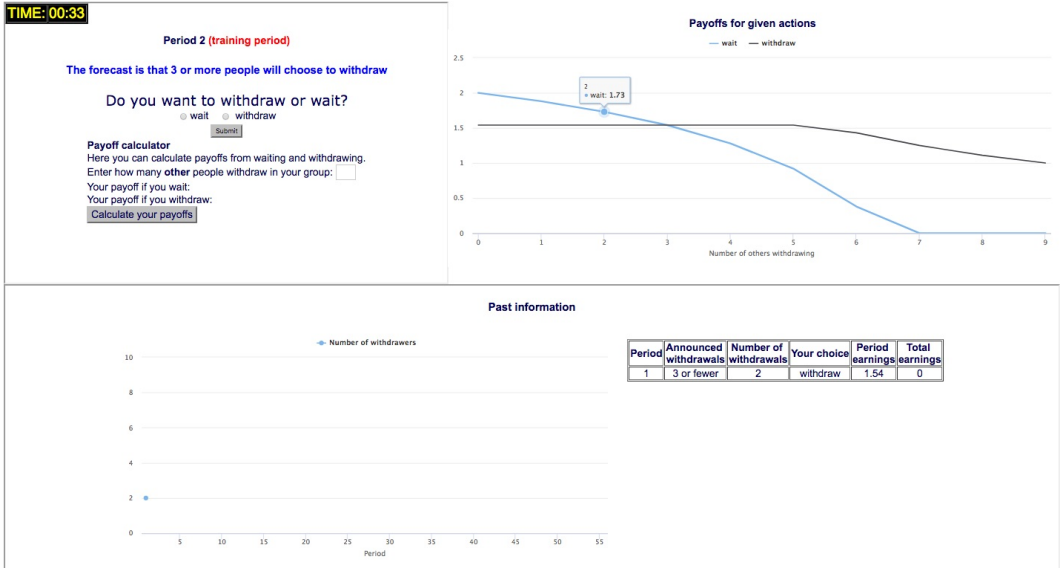 TIME: 00:33
Period 2 (training period)
The forecast is that 3 or more people will choose to withdraw
Do you want to withdraw or wait?
wait withdraw
Submit
Payoff calculator
Here you can calculate payoffs from waiting and withdrawing.
Enter how many other people withdraw in your group:
Your payoff if you wait:
Your payoff if you withdraw:
Calculate your payoffs
Payoffs for given actions
wait withdraw
2.5
2
1.5
1
0.5
0
2
wait: 1.73
0 1 2 3 4 5 6 7 8 9
Number of others withdrawing
Past information
Number of withdrawers
10
8
6
4
2
0
5 10 15 20 25 30 35 40 45 50 55
Period
Period Announced withdrawals Number of withdrawals Your choice Period earnings Total earnings
1 3 or fewer 2 withdraw 1.54 0